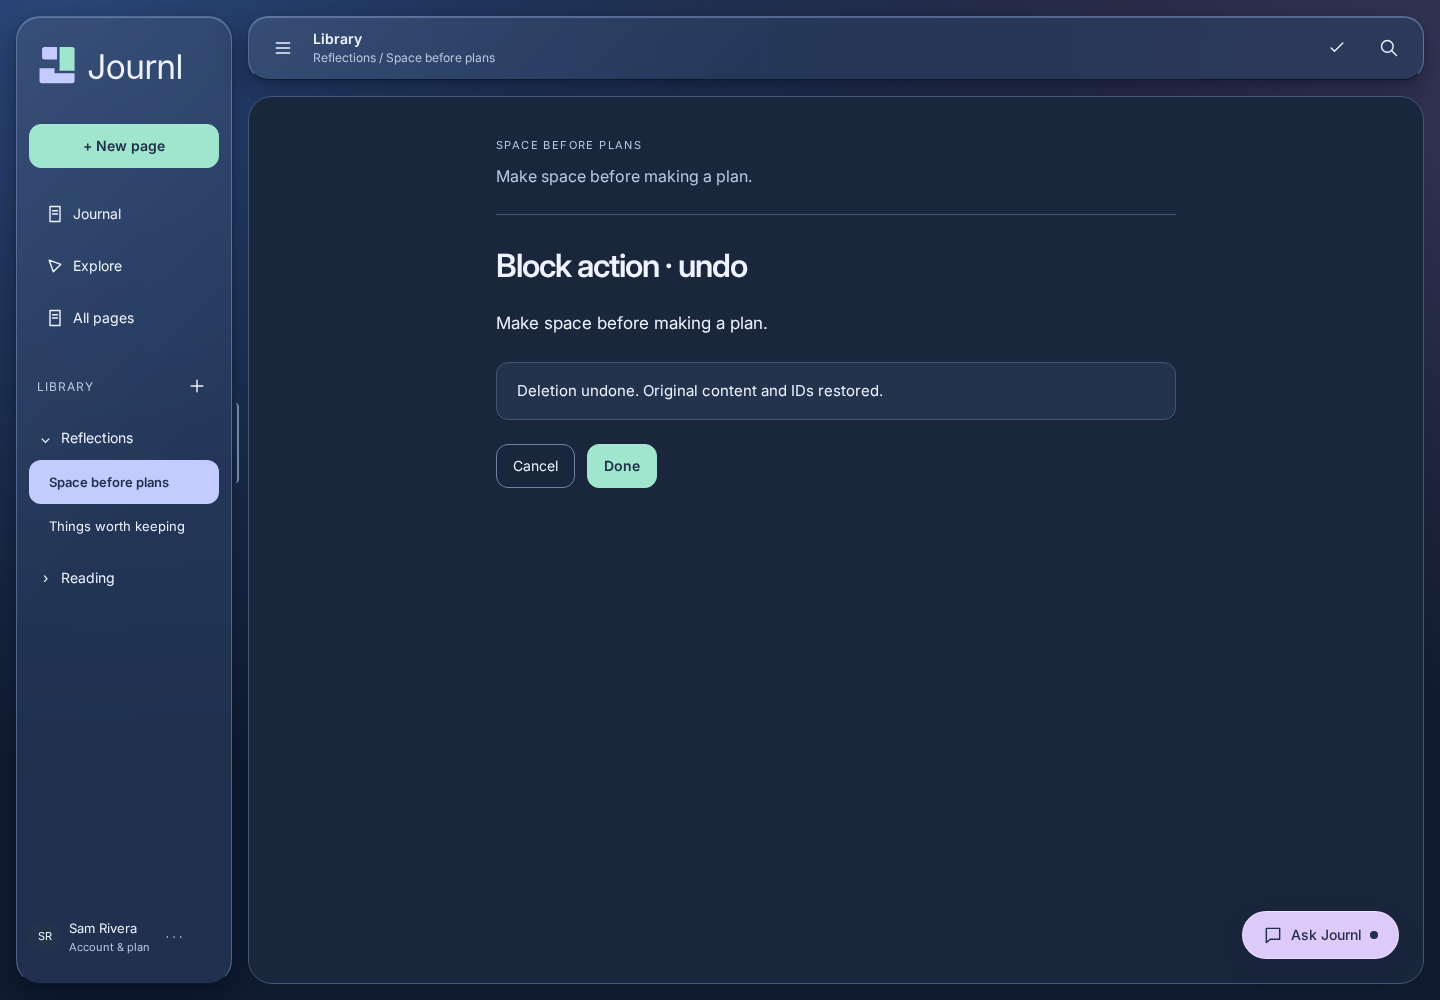 Journl
+ New page
Journal
Explore
All pages
LIBRARY
Reflections
Space before plans
Things worth keeping
Reading
SR
Sam Rivera
Account & plan
...
Library
Reflections / Space before plans
SPACE BEFORE PLANS
Make space before making a plan.
Block action · undo
Make space before making a plan.
Deletion undone. Original content and IDs restored.
Cancel
Done
Ask Journl